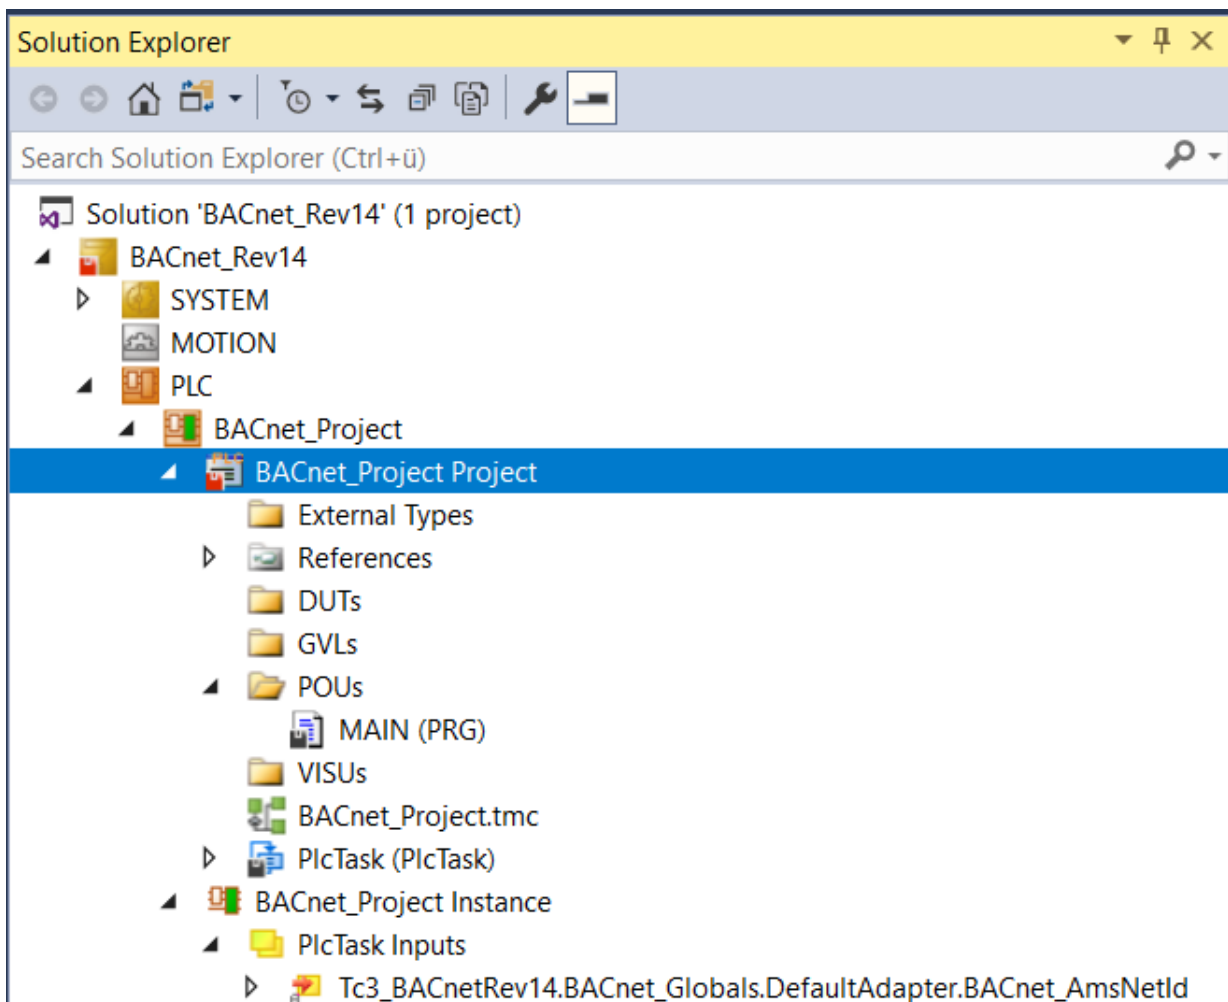 Solution Explorer
Search Solution Explorer (Ctrl+ü)
Solution 'BACnet_Rev14' (1 project)
BACnet_Rev14
SYSTEM
MOTION
PLC
BACnet_Project
BACnet_Project Project
External Types
References
DUTs
GVLs
POUs
MAIN (PRG)
VISUs
BACnet_Project.tmc
PlcTask (PlcTask)
BACnet_Project Instance
PlcTask Inputs
Tc3_BACnetRev14.BACnet_Globals.DefaultAdapter.BACnet_AmsNetId